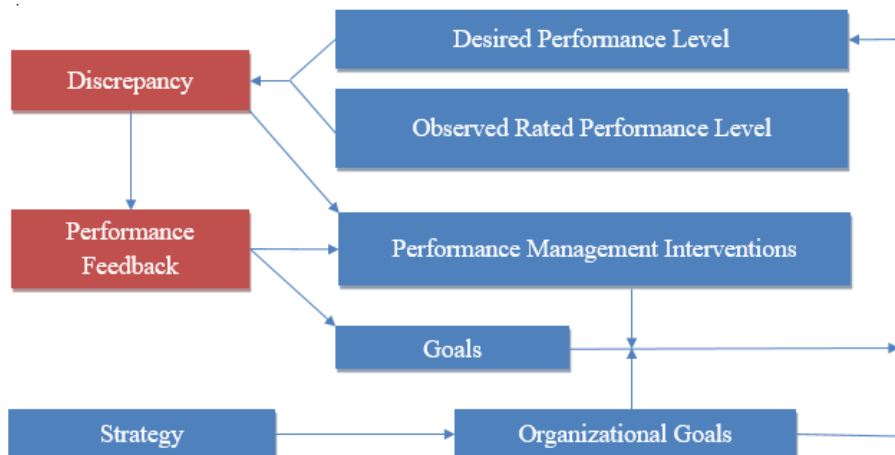 Desired Performance Level
Discrepancy
Observed Rated Performance Level
Performance
Feedback
Performance Management Interventions
Goals
Strategy
Organizational Goals